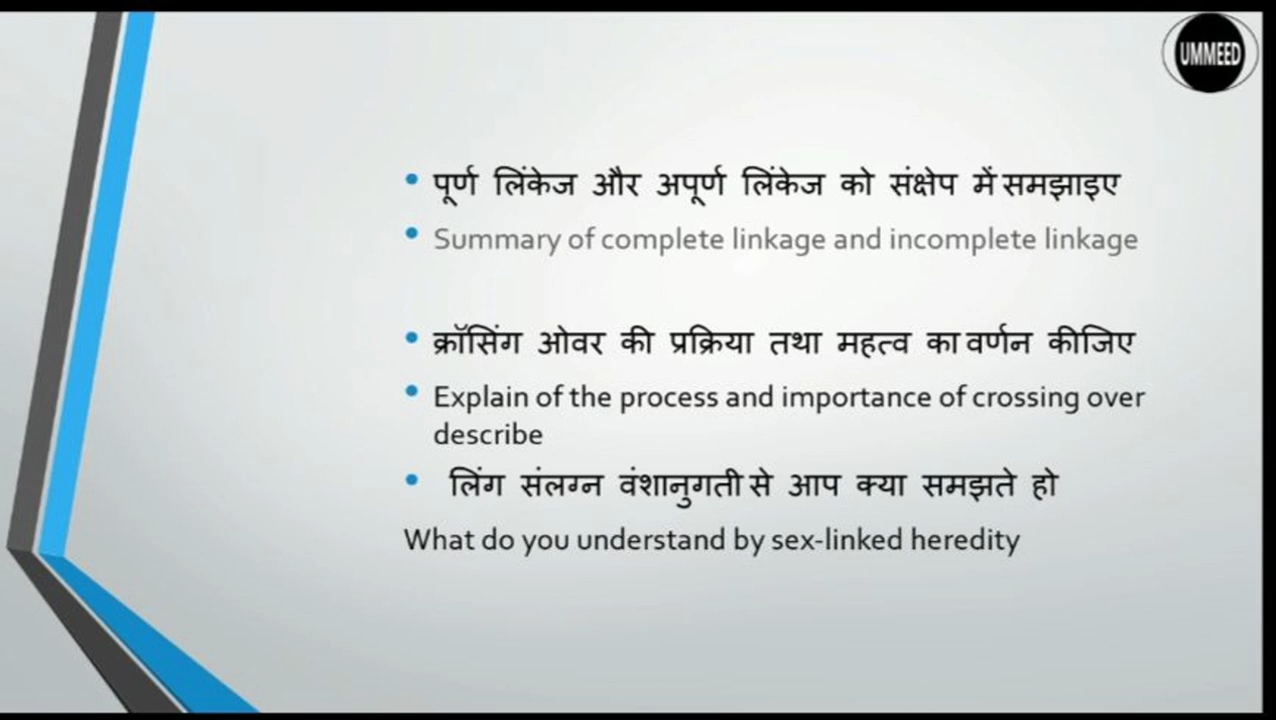 UMMEED
पूर्ण लिंकेज और अपूर्ण लिंकेज को संक्षेप में समझाइए
Summary of complete linkage and incomplete linkage
क्रॉसिंग ओवर की प्रक्रिया तथा महत्व का वर्णन कीजिए
Explain of the process and importance of crossing over
describe
लिंग संलग्न वंशानुगती से आप क्या समझते हो
What do you understand by sex-linked heredity